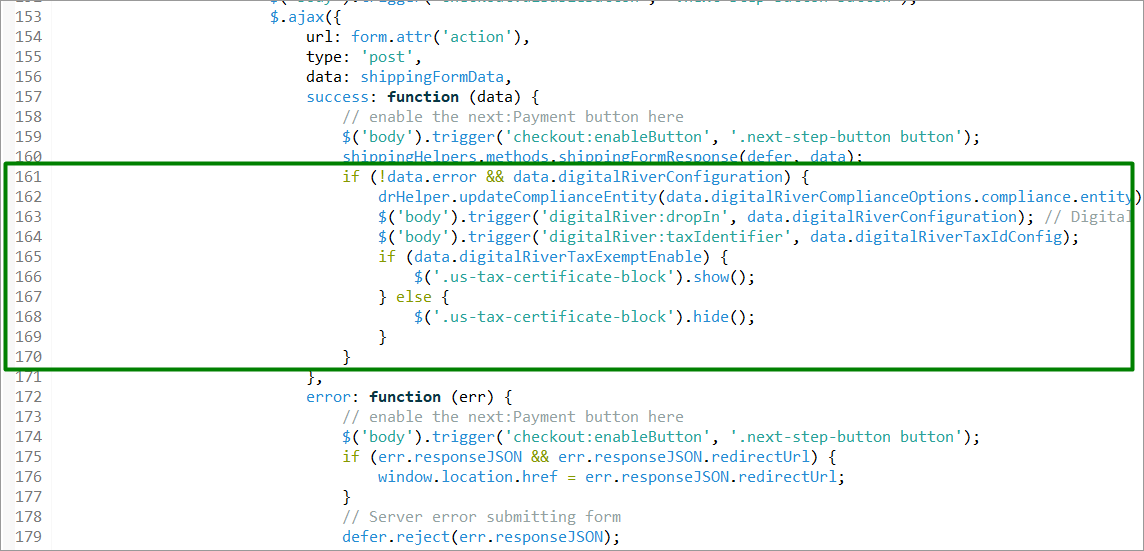 153 $.ajax({
154 url: form.attr('action'),
155 type: 'post',
156 data: shippingFormData,
157 success: function (data) {
158 // enable the next:Payment button here
159 $('body').trigger('checkout:enableButton', '.next-step-button button');
160 shippingHelpers.methods.shippingFormResponse(defer, data);
161 if (!data.error && data.digitalRiverConfiguration) {
162 drHelper.updateComplianceEntity(data.digitalRiverComplianceOptions.compliance.entity)
163 $('body').trigger('digitalRiver:dropIn', data.digitalRiverConfiguration); // Digital
164 $('body').trigger('digitalRiver:taxIdentifier', data.digitalRiverTaxIdConfig);
165 if (data.digitalRiverTaxExemptEnable) {
166 $('.us-tax-certificate-block').show();
167 } else {
168 $('.us-tax-certificate-block').hide();
169 }
170 }
171 },
172 error: function (err) {
173 // enable the next:Payment button here
174 $('body').trigger('checkout:enableButton', '.next-step-button button');
175 if (err.responseJSON && err.responseJSON.redirectUrl) {
176 window.location.href = err.responseJSON.redirectUrl;
177 }
178 // Server error submitting form
179 defer.reject(err.responseJSON);